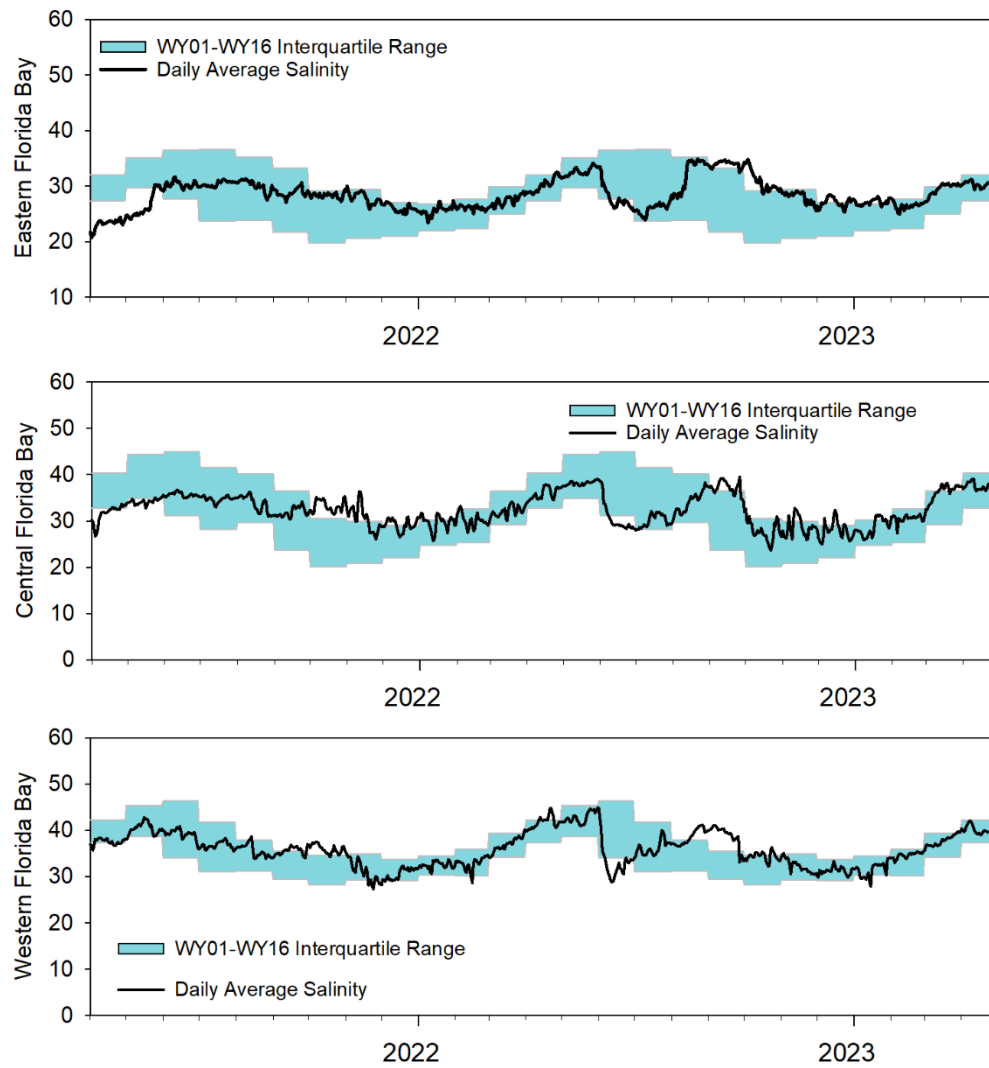 Eastern Florida Bay
60
50
40
30
20
10
WY01-WY16 Interquartile Range
Daily Average Salinity
2022
2023
Central Florida Bay
60
50
40
30
20
10
0
WY01-WY16 Interquartile Range
Daily Average Salinity
2022
2023
Western Florida Bay
60
50
40
30
20
10
0
WY01-WY16 Interquartile Range
Daily Average Salinity
2022
2023